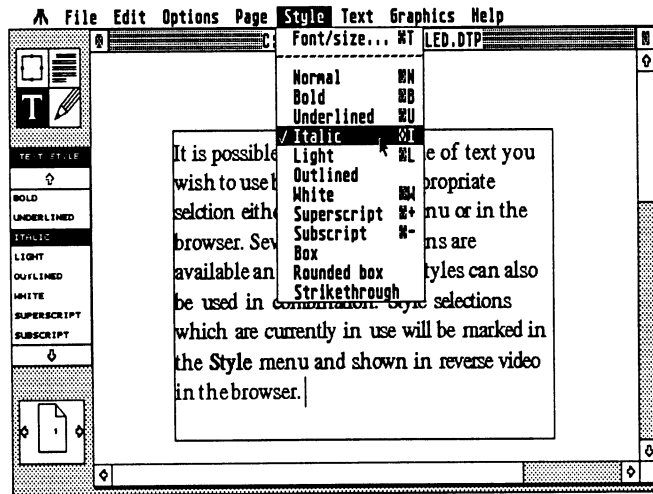 File Edit Options Page Style Text Graphics Help
C: LED.DTP
Font/size... ⌘T
Normal ⌘N
Bold ⌘B
Underlined ⌘U
√ Italic ◊I
Light ⌘L
Outlined
White ⌘W
Superscript ⌘+
Subscript ⌘-
Box
Rounded box
Strikethrough
T
TEXT STYLE
BOLD
UNDERLINED
ITALIC
LIGHT
OUTLINED
WHITE
SUPERSCRIPT
SUBSCRIPT
1
It is possible e of text you
wish to use propriate
selction eithe nu or in the
browser. Sev ns are
available an tyles can also
be used in combination. Style selections
which are currently in use will be marked in
the Style menu and shown in reverse video
in the browser.